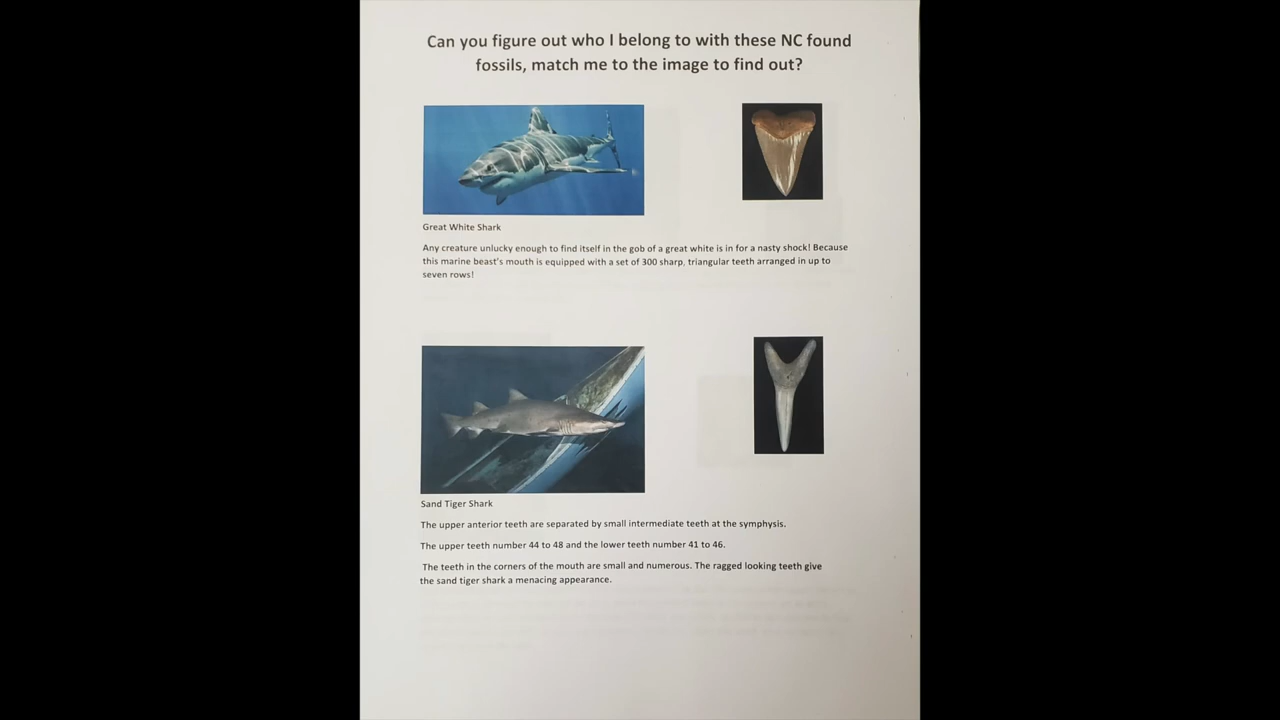 Can you figure out who I belong to with these NC found
fossils, match me to the image to find out?
Great White Shark
Any creature unlucky enough to find itself in the gob of a great white is in for a nasty shock! Because
this marine beast's mouth is equipped with a set of 300 sharp, triangular teeth arranged in up to
seven rows!
Sand Tiger Shark
The upper anterior teeth are separated by small intermediate teeth at the symphysis.
The upper teeth number 44 to 48 and the lower teeth number 41 to 46.
The teeth in the corners of the mouth are small and numerous. The ragged looking teeth give
the sand tiger shark a menacing appearance.